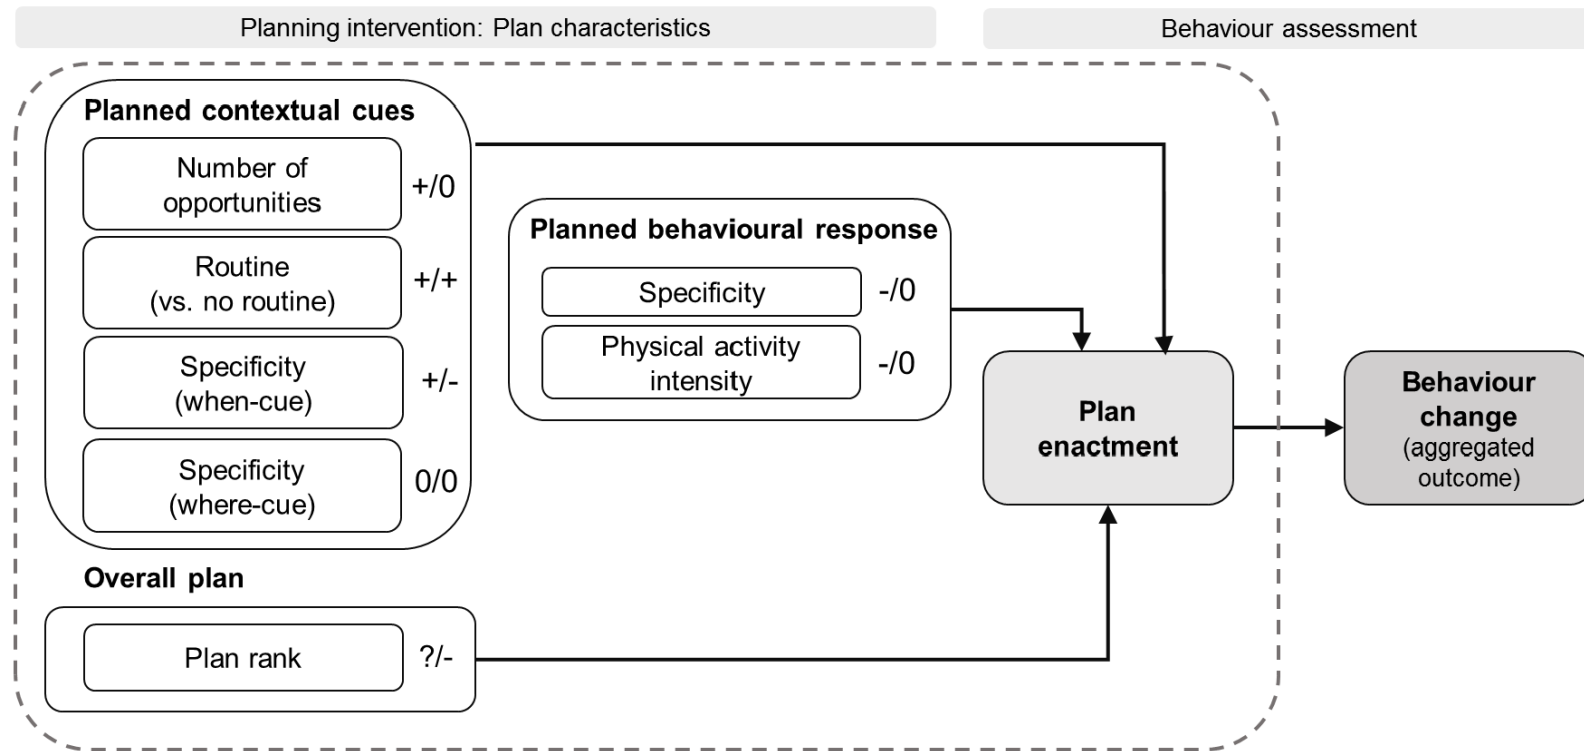 Planning intervention: Plan characteristics
Behaviour assessment
Planned contextual cues
Number of
opportunities
+/0
Routine
(vs. no routine)
+/+
Specificity
(when-cue)
+/-
Specificity
(where-cue)
0/0
Planned behavioural response
Specificity
-/0
Physical activity
intensity
-/0
Overall plan
Plan rank
?/-
Plan
enactment
Behaviour
change
(aggregated
outcome)